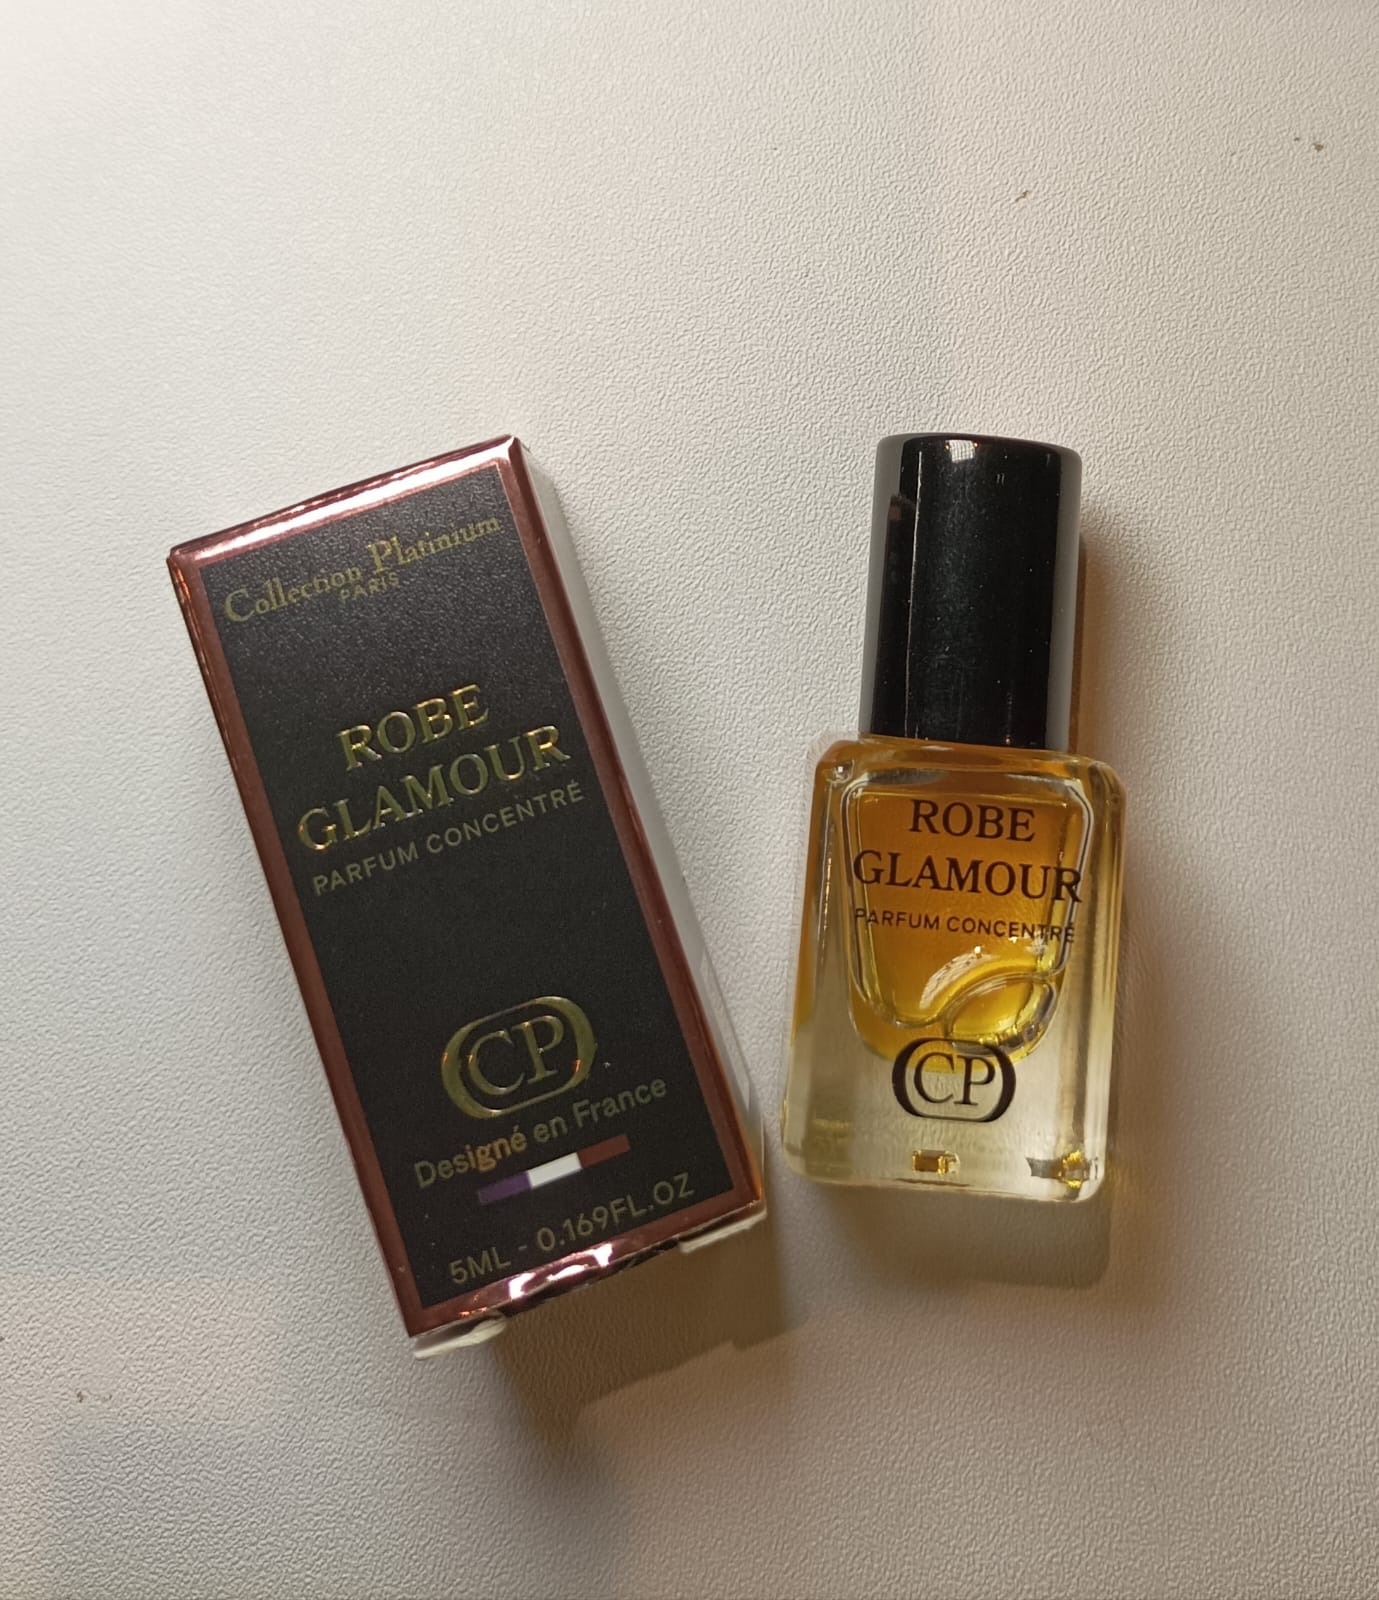 Collection Platinium
PARIS
ROBE
GLAMOUR
PARFUM CONCENTRÉ
CP
Designé en France
5ML - 0.169FL.OZ
ROBE
GLAMOUR
PARFUM CONCENTRÉ
CP